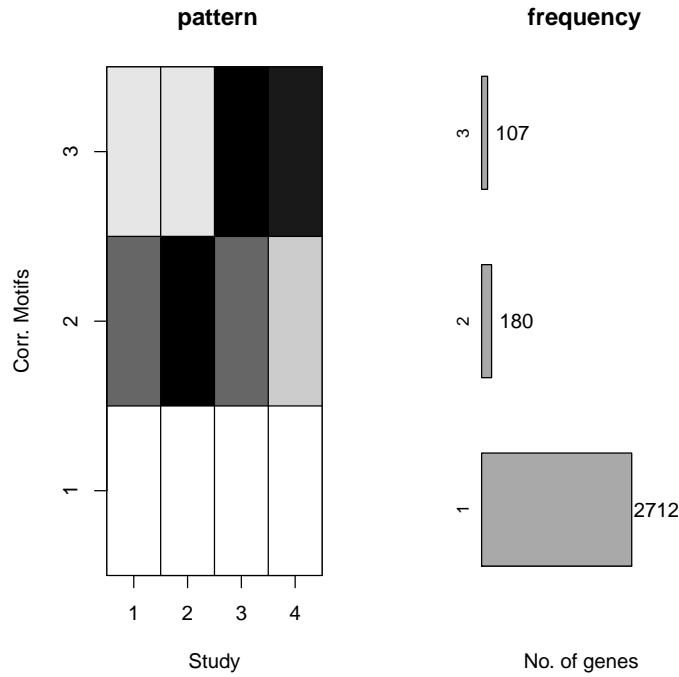 pattern
frequency
Corr. Motifs
3
2
1
1 2 3 4
Study
3
107
2
180
1
2712
No. of genes